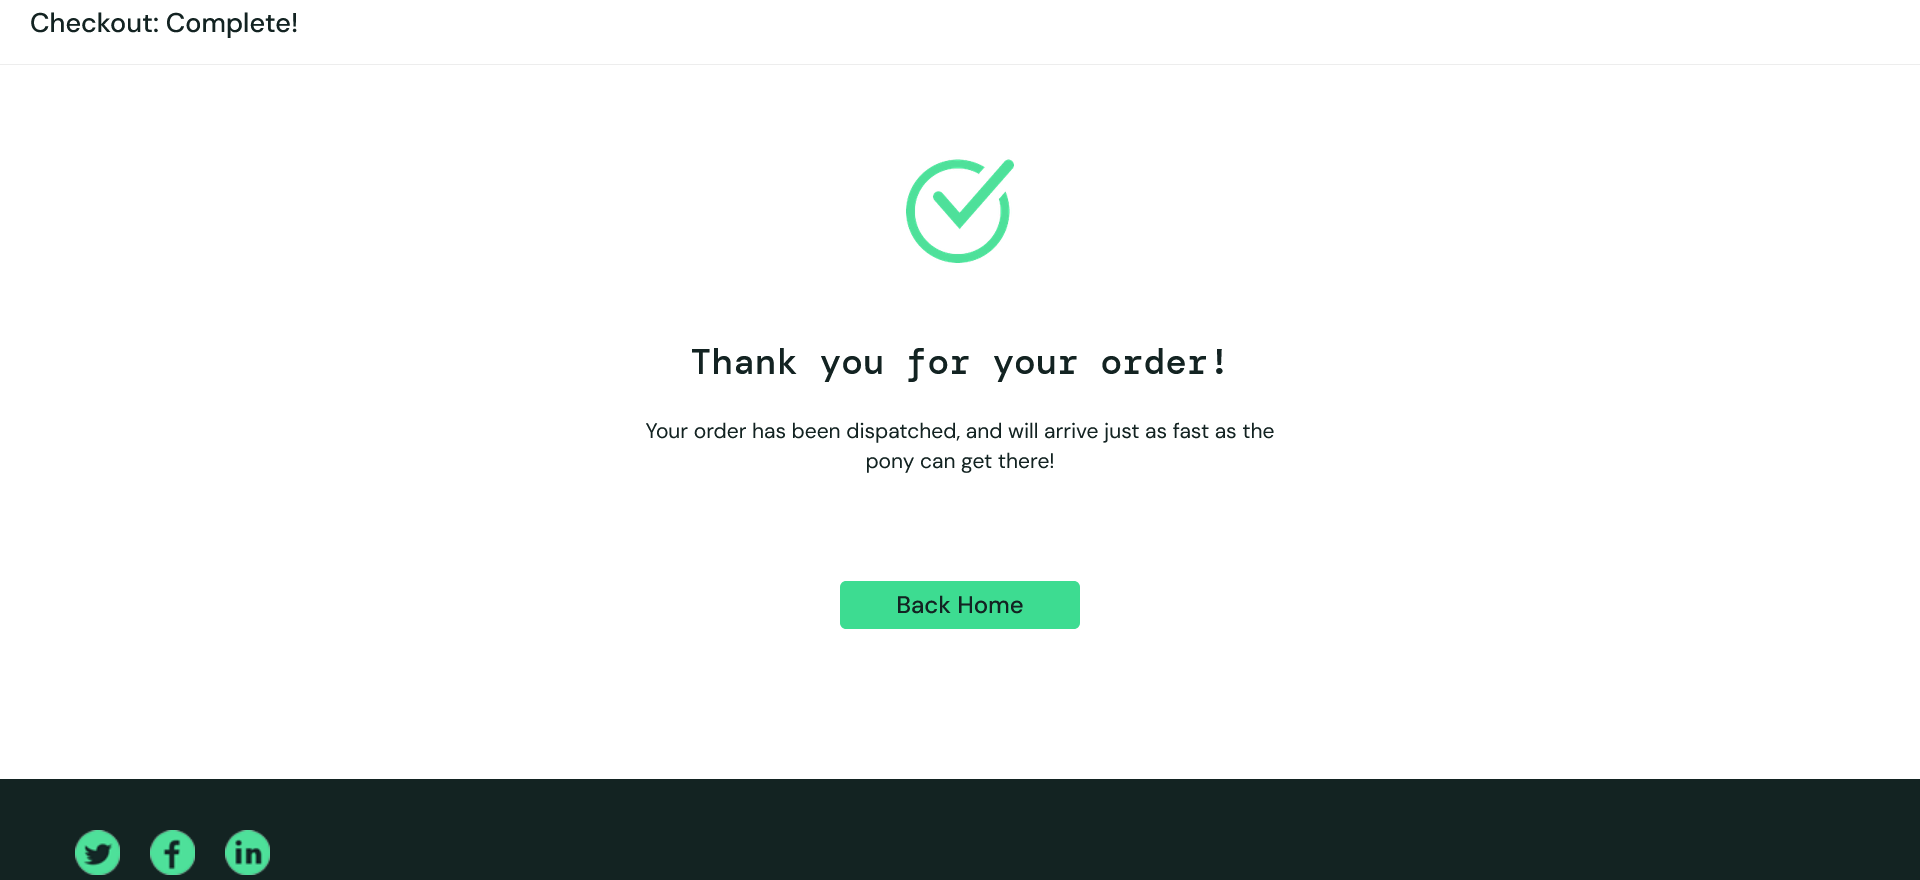 Checkout: Complete!
Thank you for your order!
Your order has been dispatched, and will arrive just as fast as the
pony can get there!
Back Home